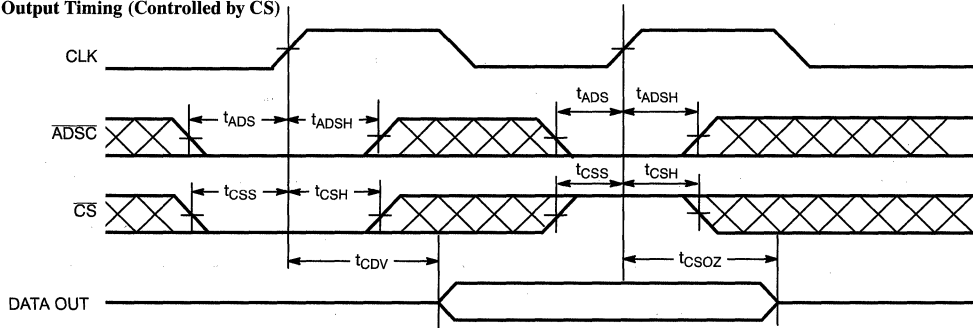 Output Timing (Controlled by CS)
CLK
tADS tADSH tADS tADSH
ADSC
tCSS tCSH tCSS tCSH
CS
tCDV tCSOZ
DATA OUT